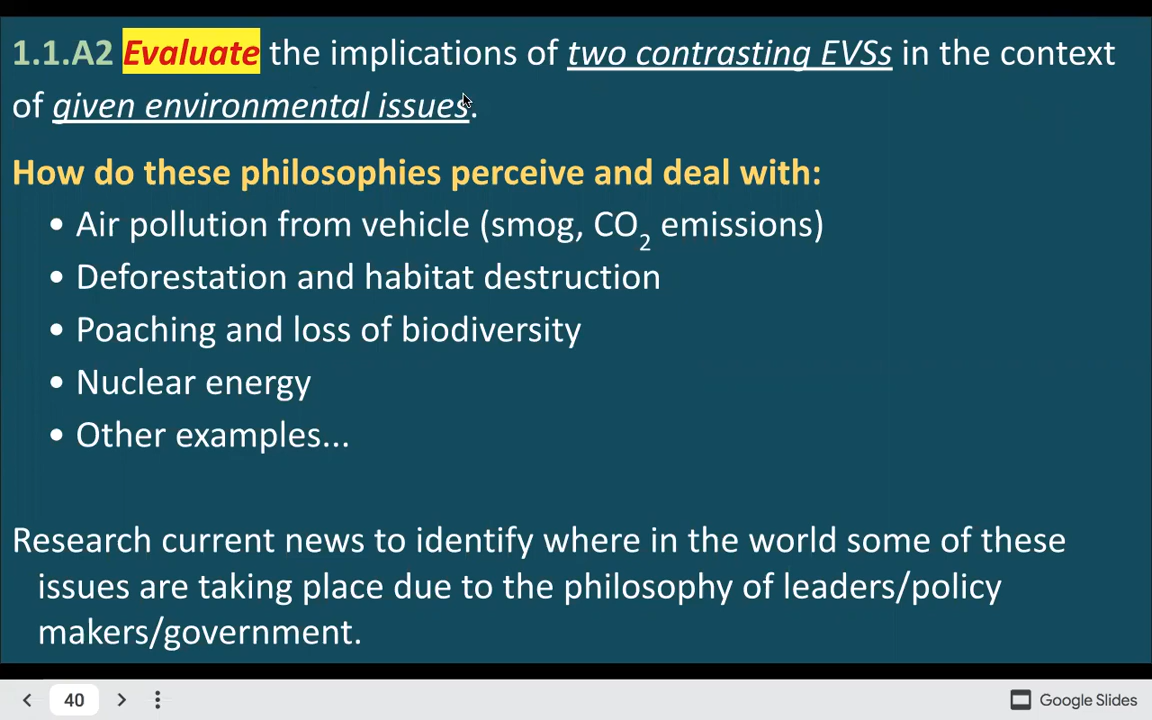 1.1.A2 Evaluate the implications of two contrasting EVSs in the context
of given environmental issues.
How do these philosophies perceive and deal with:
• Air pollution from vehicle (smog, CO2 emissions)
• Deforestation and habitat destruction
• Poaching and loss of biodiversity
• Nuclear energy
• Other examples...
Research current news to identify where in the world some of these
issues are taking place due to the philosophy of leaders/policy
makers/government.
40
Google Slides